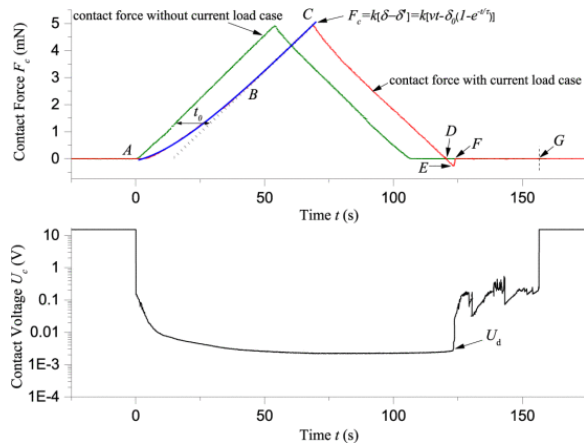 contact force without current load case
C
F_c=k[δ−δ']=k[vt-δ_0(1-e^{-t/τ})]
contact force with current load case
t_0
A
B
D
E
F
G
Contact Force F_c (mN)
5
4
3
2
1
0
0
50
100
150
Time t (s)
Contact Voltage U_c (V)
10
1
0.1
0.01
1E-3
1E-4
U_d
0
50
100
150
Time t (s)